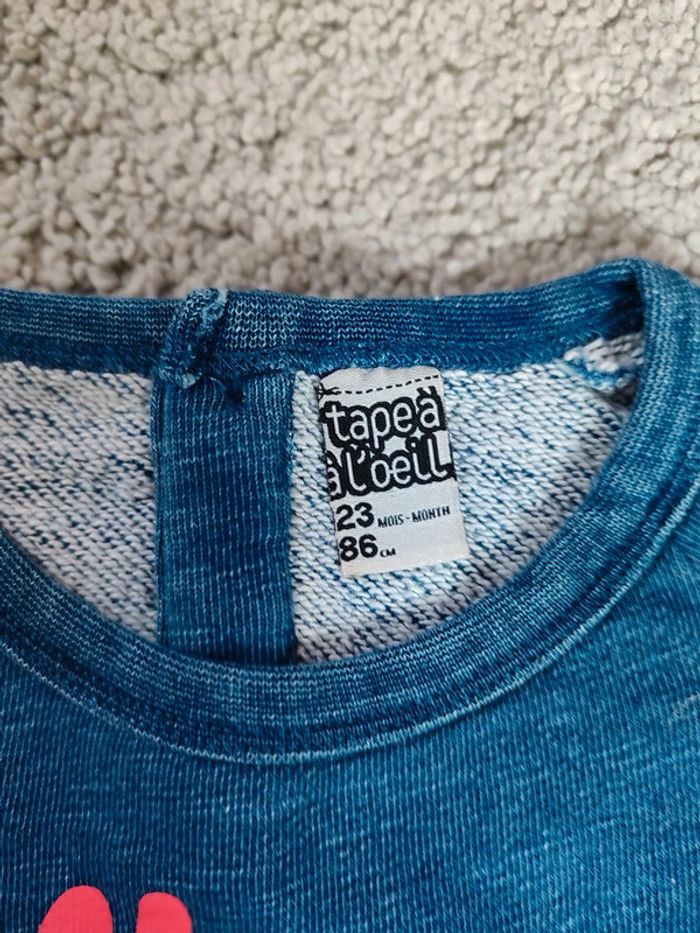 tape à
à l'oeil
23 MOIS - MONTH
86 CM